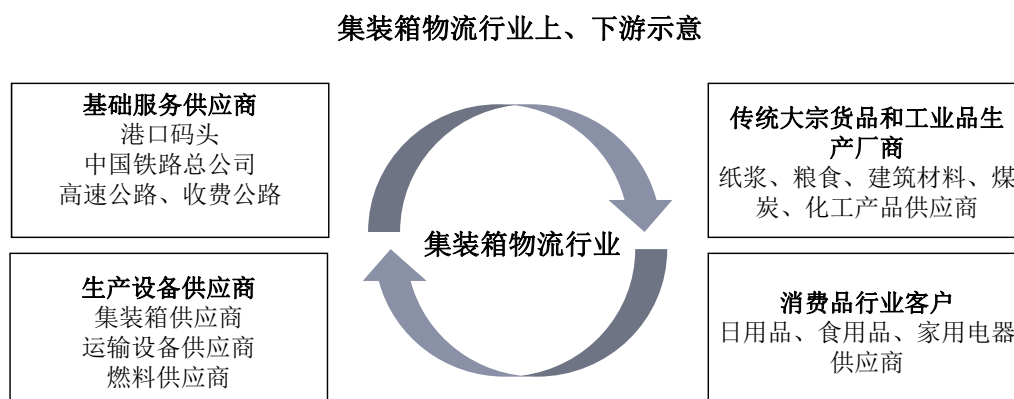 集装箱物流行业上、下游示意
基础服务供应商
港口码头
中国铁路总公司
高速公路、收费公路
生产设备供应商
集装箱供应商
运输设备供应商
燃料供应商
集装箱物流行业
传统大宗货品和工业品生
产厂商
纸浆、粮食、建筑材料、煤
炭、化工产品供应商
消费品行业客户
日用品、食用品、家用电器
供应商